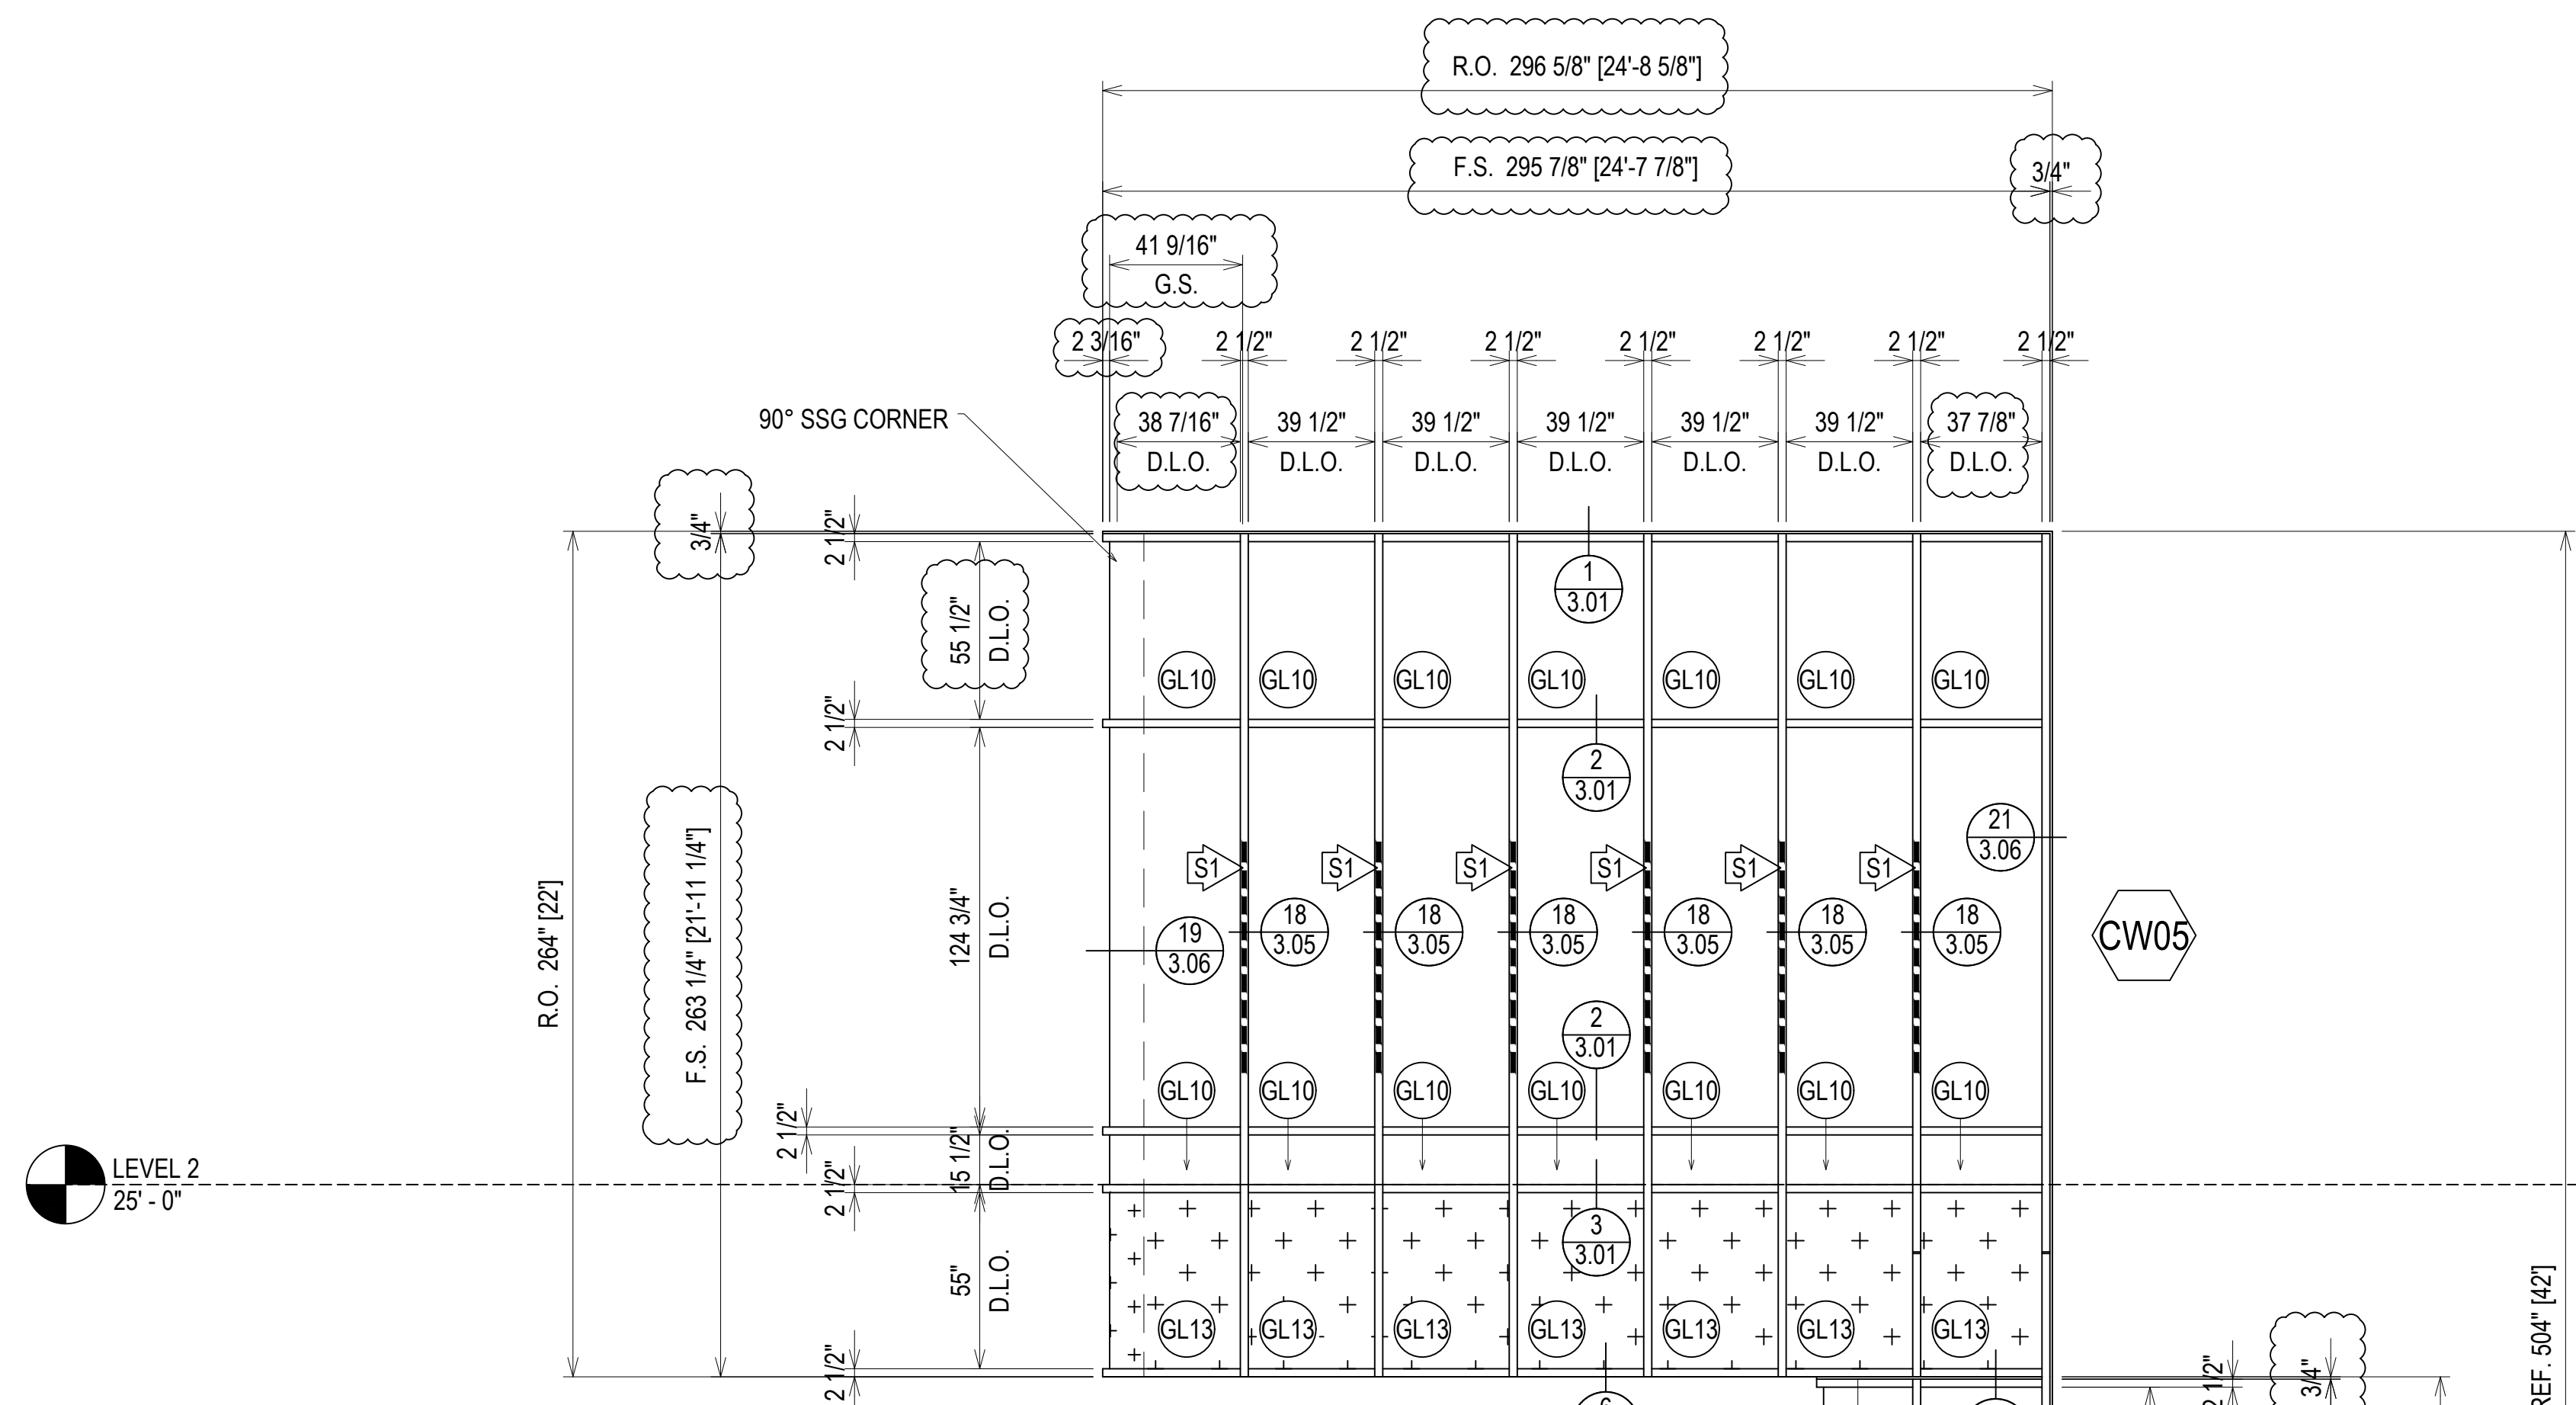 R.O. 296 5/8" [24'-8 5/8"]
F.S. 295 7/8" [24'-7 7/8"]
3/4"
41 9/16"
G.S.
2 3/16" 2 1/2" 2 1/2" 2 1/2" 2 1/2" 2 1/2" 2 1/2" 2 1/2"
90° SSG CORNER
38 7/16" 39 1/2" 39 1/2" 39 1/2" 39 1/2" 39 1/2" 37 7/8"
D.L.O. D.L.O. D.L.O. D.L.O. D.L.O. D.L.O. D.L.O.
3/4"
2 1/2"
1
3.01
55 1/2"
D.L.O.
GL10 GL10 GL10 GL10 GL10 GL10 GL10
2 1/2"
2
3.01
21
3.06
S1 S1 S1 S1 S1 S1
R.O. 264" [22']
F.S. 263 1/4" [21'-11 1/4"]
124 3/4"
D.L.O.
19
3.06
18 18 18 18 18 18
3.05 3.05 3.05 3.05 3.05 3.05
CW05
2
3.01
GL10 GL10 GL10 GL10 GL10 GL10 GL10
2 1/2"
15 1/2"
D.L.O.
LEVEL 2
25' - 0"
2 1/2"
3
3.01
55"
D.L.O.
GL13 GL13 GL13 GL13 GL13 GL13 GL13
2 1/2"
2 1/2"
3/4"
REF. 504" [42']